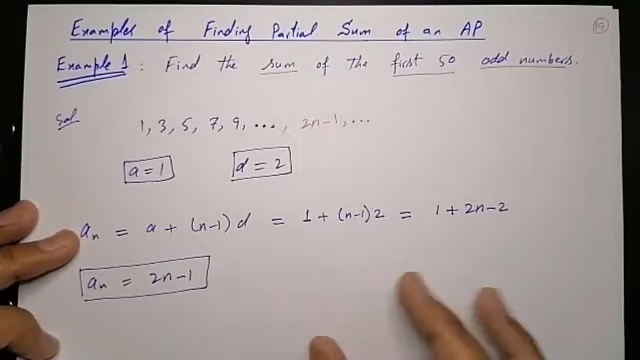 Examples of Finding Partial Sum of an AP
19
Example 1 : Find the sum of the first 50 odd numbers.
Sol
1, 3, 5, 7, 9, ..., 2n-1, ...
a = 1 d = 2
aₙ = a + (n-1) d = 1 + (n-1) 2 = 1 + 2n - 2
aₙ = 2n - 1